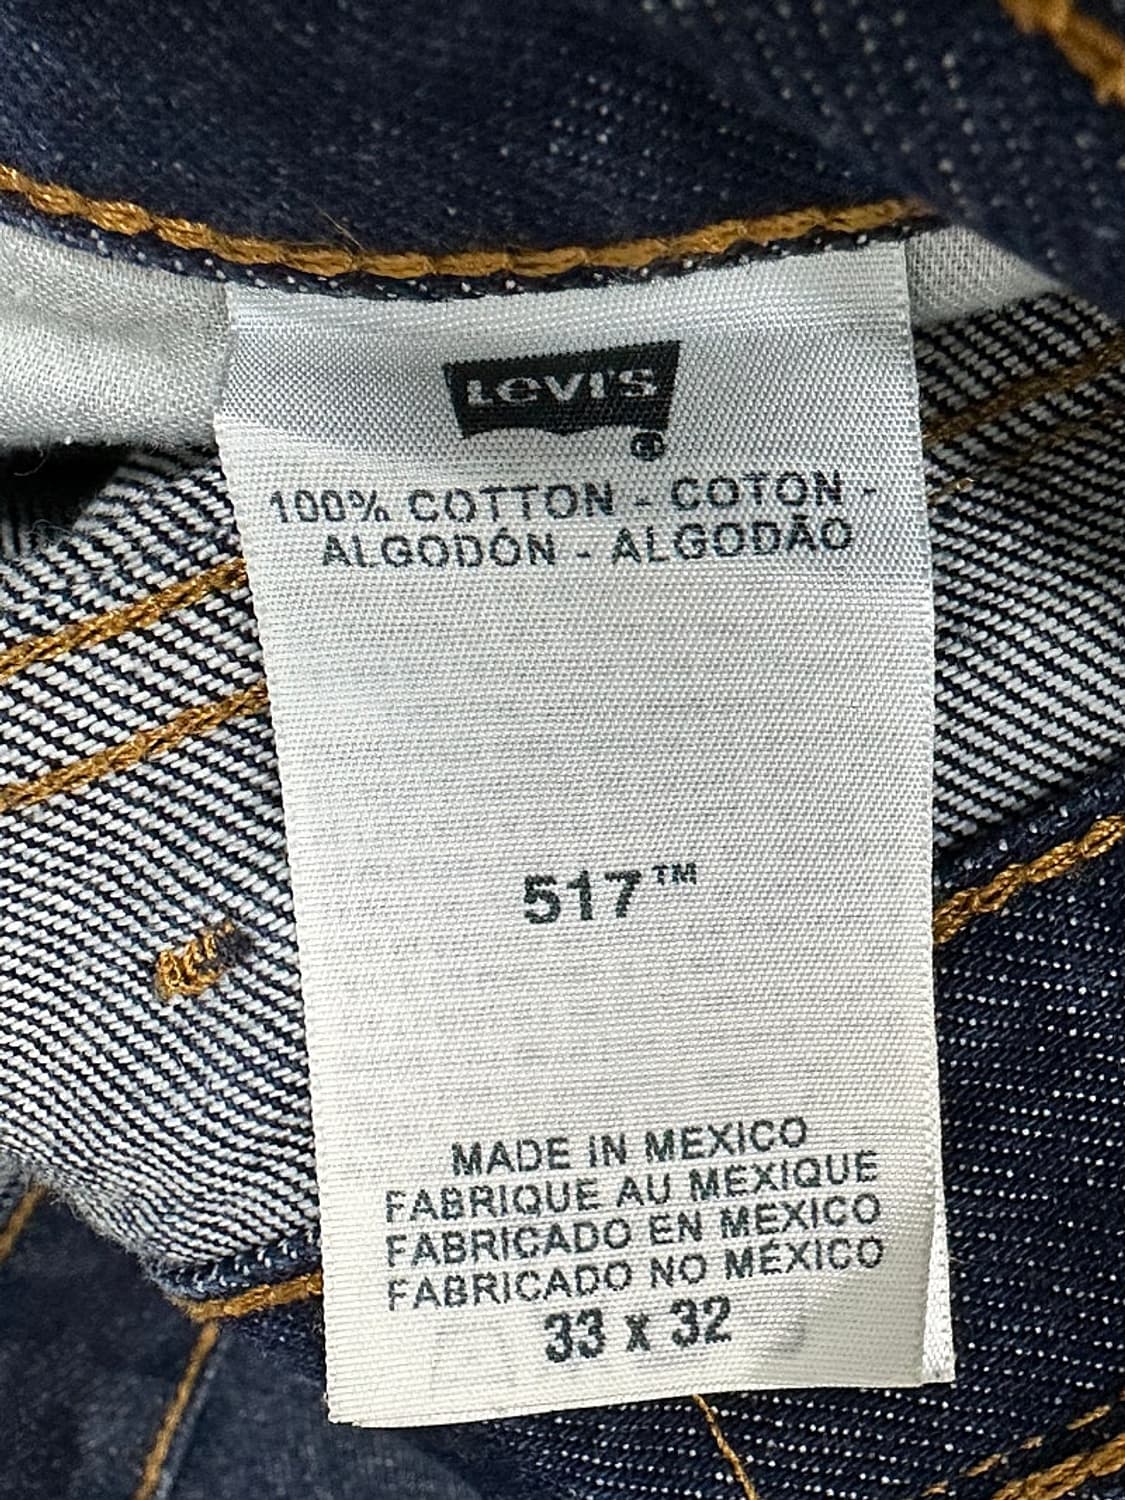 LEVI'S
®
100% COTTON - COTON -
ALGODÓN - ALGODÃO
517™
MADE IN MEXICO
FABRIQUE AU MEXIQUE
FABRICADO EN MEXICO
FABRICADO NO MÉXICO
33 x 32